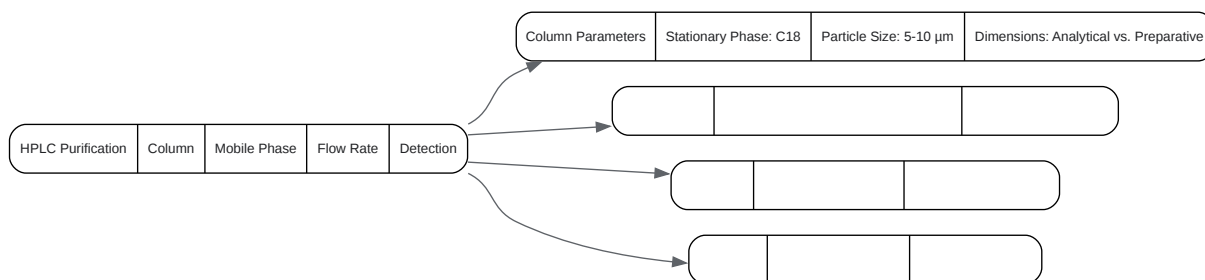 Column Parameters
Stationary Phase: C18
Particle Size: 5-10 µm
Dimensions: Analytical vs. Preparative
HPLC Purification
Column
Mobile Phase
Flow Rate
Detection